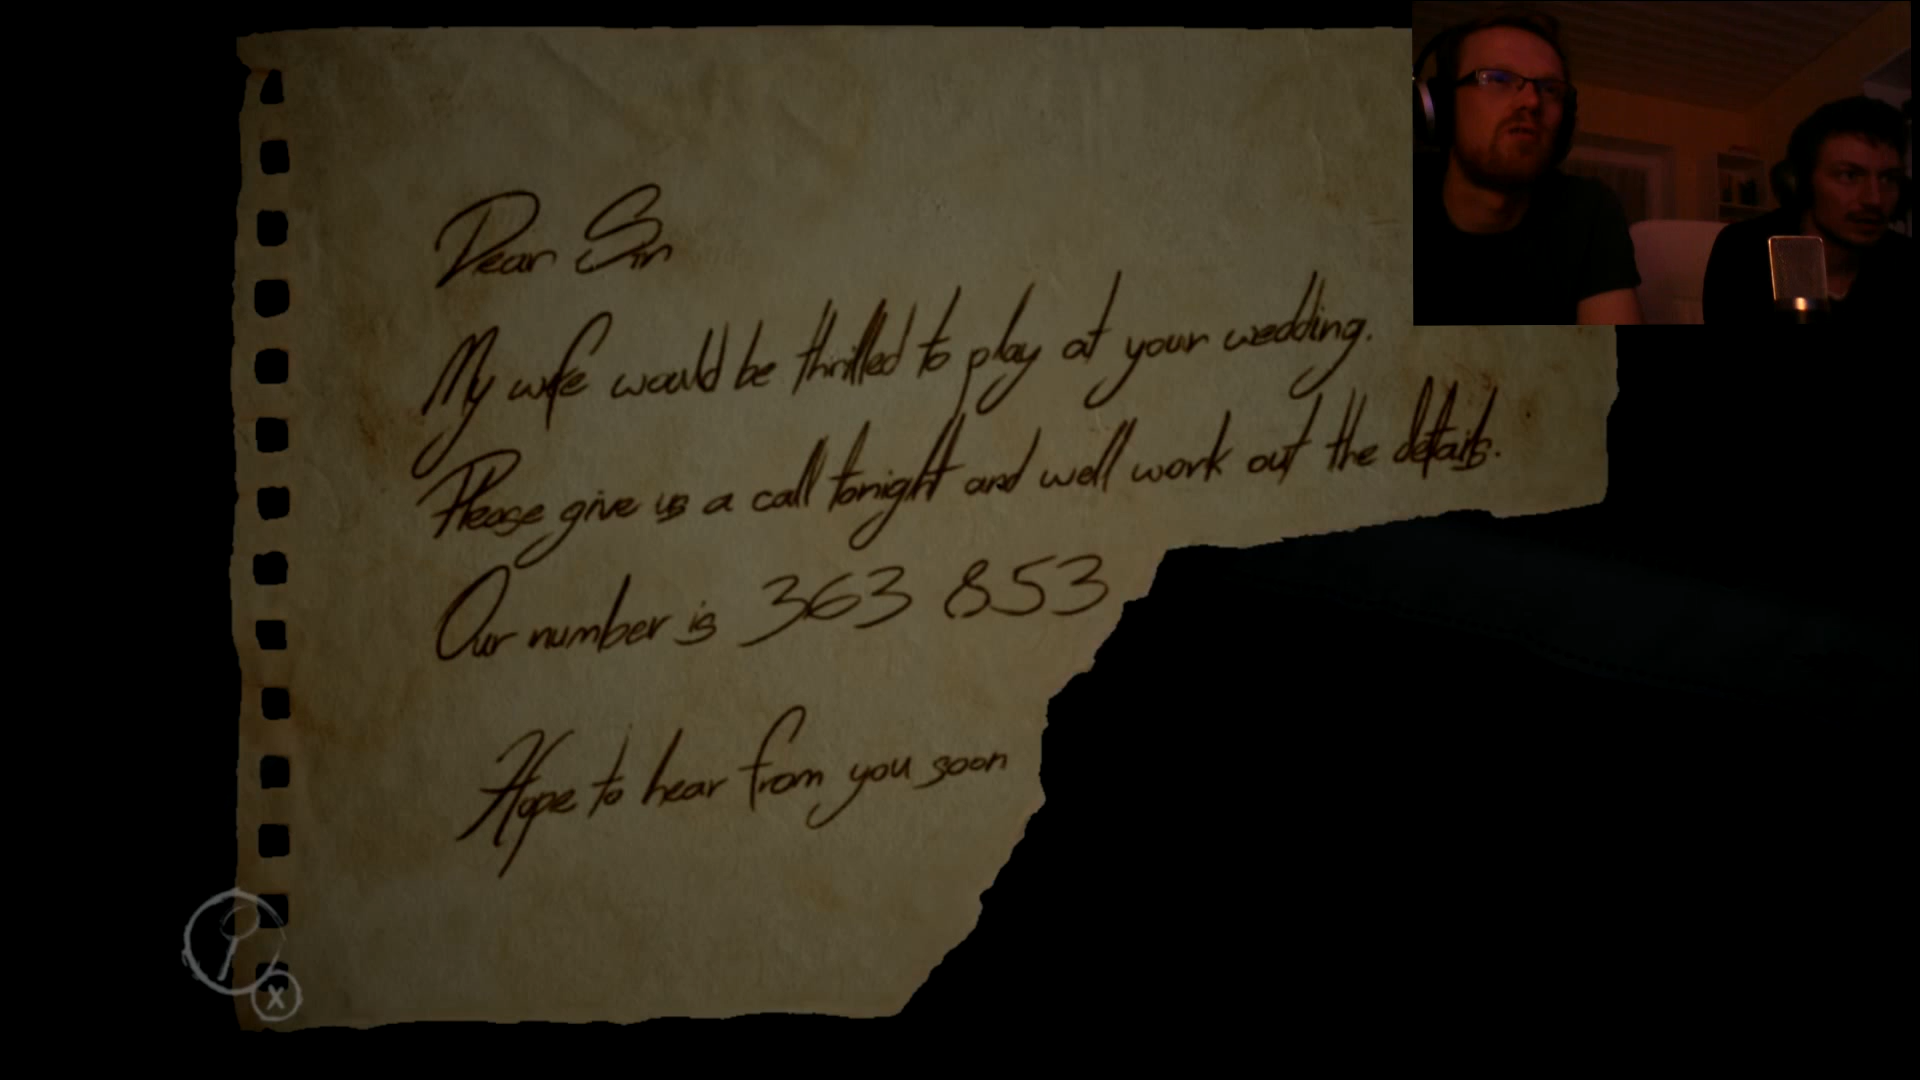 Dear Sir
My wife would be thrilled to play at your wedding.
Please give us a call tonight and well work out the details.
Our number is 363 853
Hope to hear from you soon
X